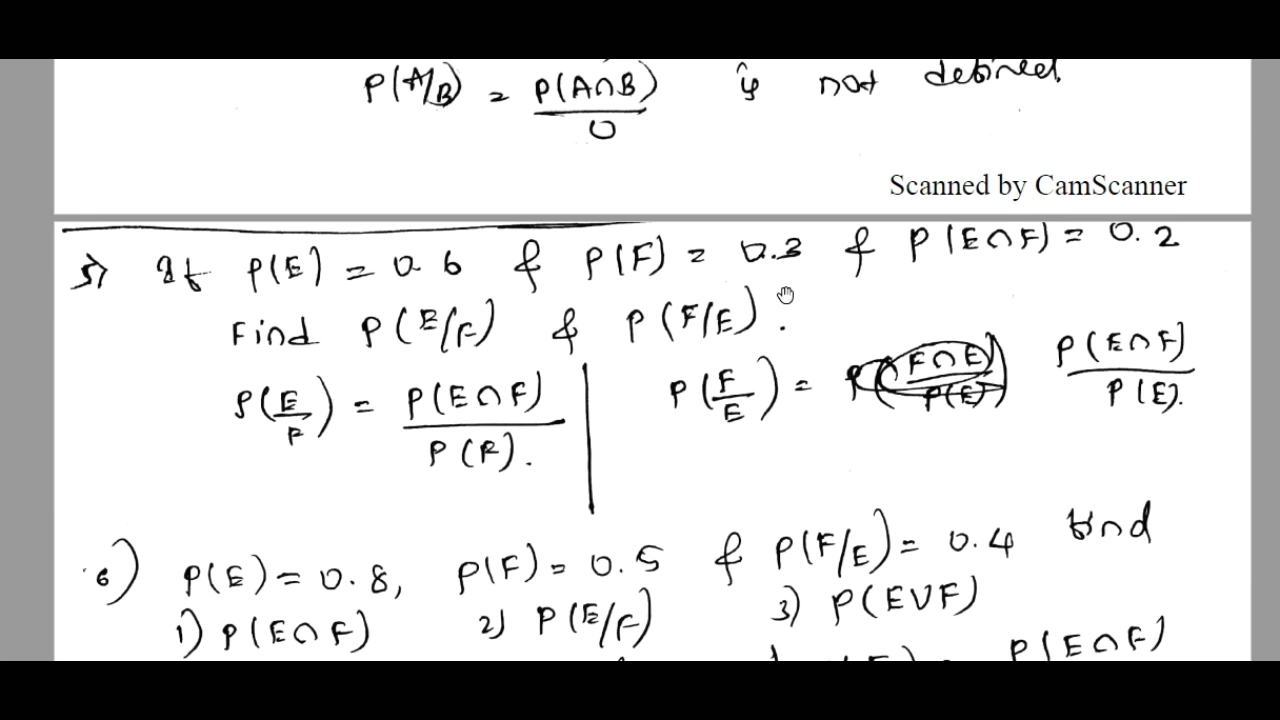 P(A/B) = P(A∩B) / 0 is not defined.
Scanned by CamScanner
5) If P(E) = 0.6 & P(F) = 0.3 & P(E∩F) = 0.2
Find P(E/F) & P(F/E).
P(E/F) = P(E∩F) / P(F). P(F/E) = P(F∩E) / P(E) P(E∩F) / P(E).
6) P(E) = 0.8, P(F) = 0.5 & P(F/E) = 0.4 find
1) P(E∩F) 2) P(E/F) 3) P(EUF)
P(E∩F)